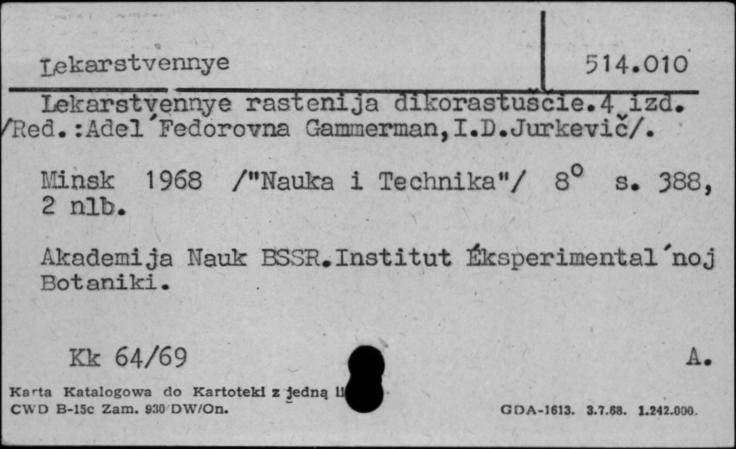 Lekarstvennye 514.010
Lekarstvennye rastenija dikorastuščie.4 izd.
/Red.:Adel´Fedorovna Gammerman,I.D.Jurkevič/.
Minsk 1968 /"Nauka i Technika"/ 8° s. 388,
2 nlb.
Akademija Nauk BSSR.Institut Éksperimental´noj
Botaniki.
Kk 64/69 A.
Karta Katalogowa do Kartoteki z jedną
CWD B-15c Zam. 930 DW/On. GDA-1613. 3.7.68. 1.242.000.